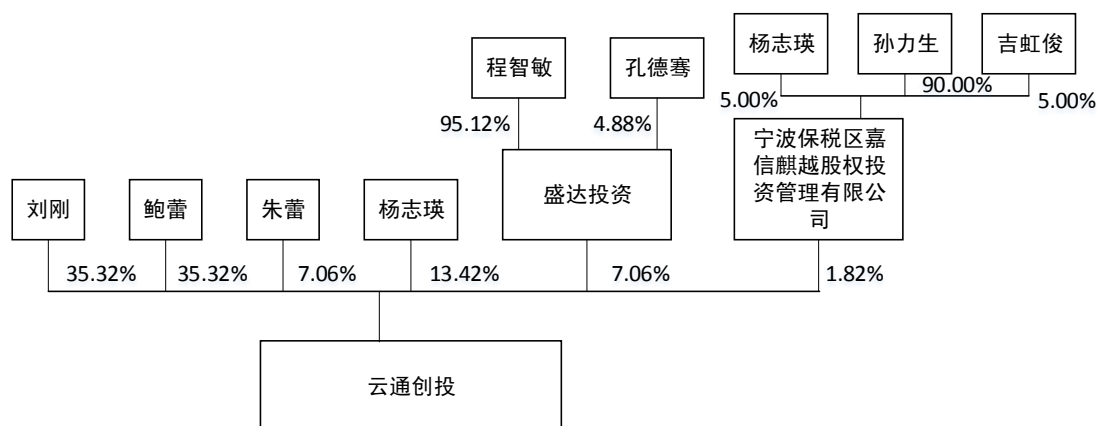 杨志瑛
孙力生
吉虹俊
程智敏
孔德骞
5.00%
90.00%
5.00%
95.12%
4.88%
宁波保税区嘉
信麒越股权投
资管理有限公
司
盛达投资
刘刚
鲍蕾
朱蕾
杨志瑛
35.32%
35.32%
7.06%
13.42%
7.06%
1.82%
云通创投